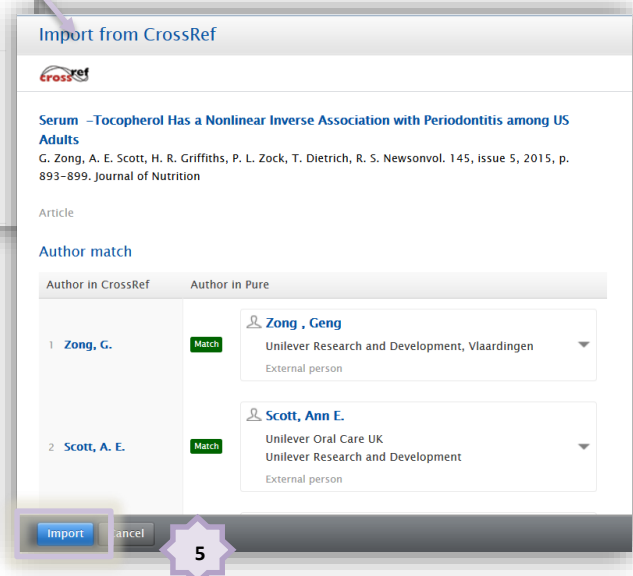 Import from CrossRef
crossref
Serum –Tocopherol Has a Nonlinear Inverse Association with Periodontitis among US
Adults
G. Zong, A. E. Scott, H. R. Griffiths, P. L. Zock, T. Dietrich, R. S. Newsonvol. 145, issue 5, 2015, p.
893-899. Journal of Nutrition
Article
Author match
Author in CrossRef Author in Pure
1 Zong, G. Match Zong , Geng
Unilever Research and Development, Vlaardingen
External person
2 Scott, A. E. Match Scott, Ann E.
Unilever Oral Care UK
Unilever Research and Development
External person
Import Cancel
5